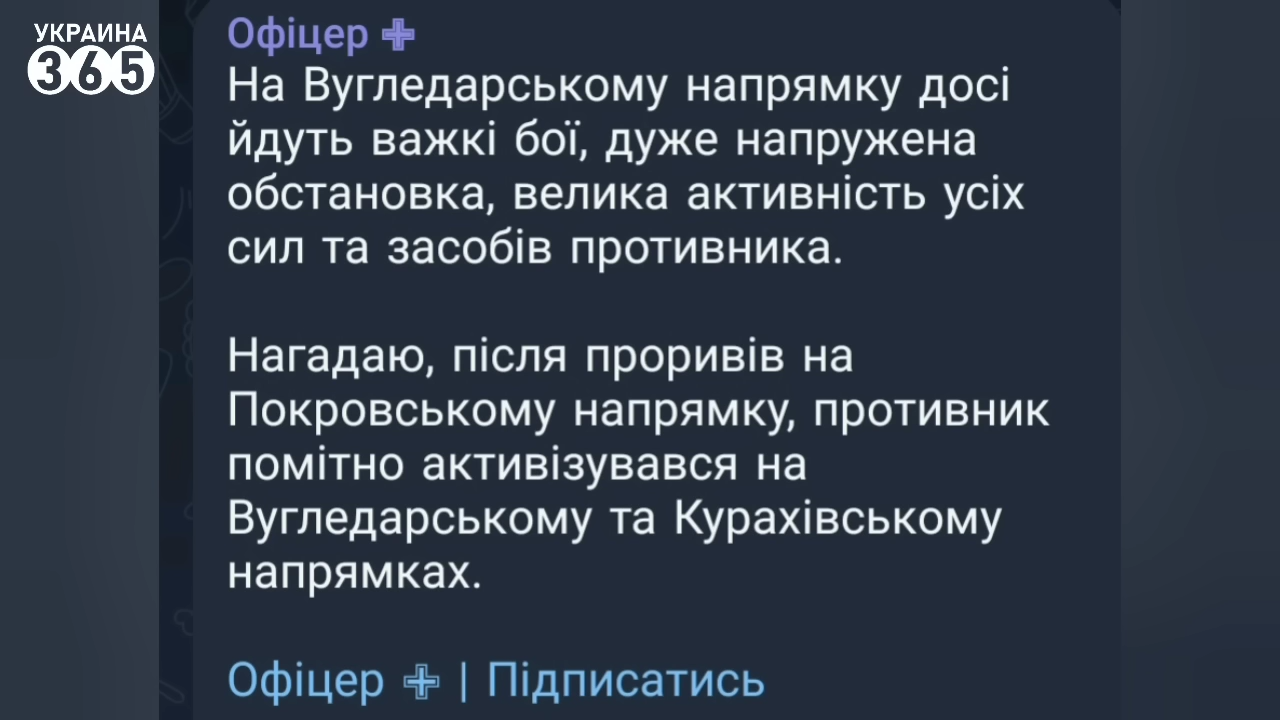 УКРАИНА
365
Офіцер
На Вугледарському напрямку досі
йдуть важкі бої, дуже напружена
обстановка, велика активність усіх
сил та засобів противника.
Нагадаю, після проривів на
Покровському напрямку, противник
помітно активізувався на
Вугледарському та Курахівському
напрямках.
Офіцер | Підписатись